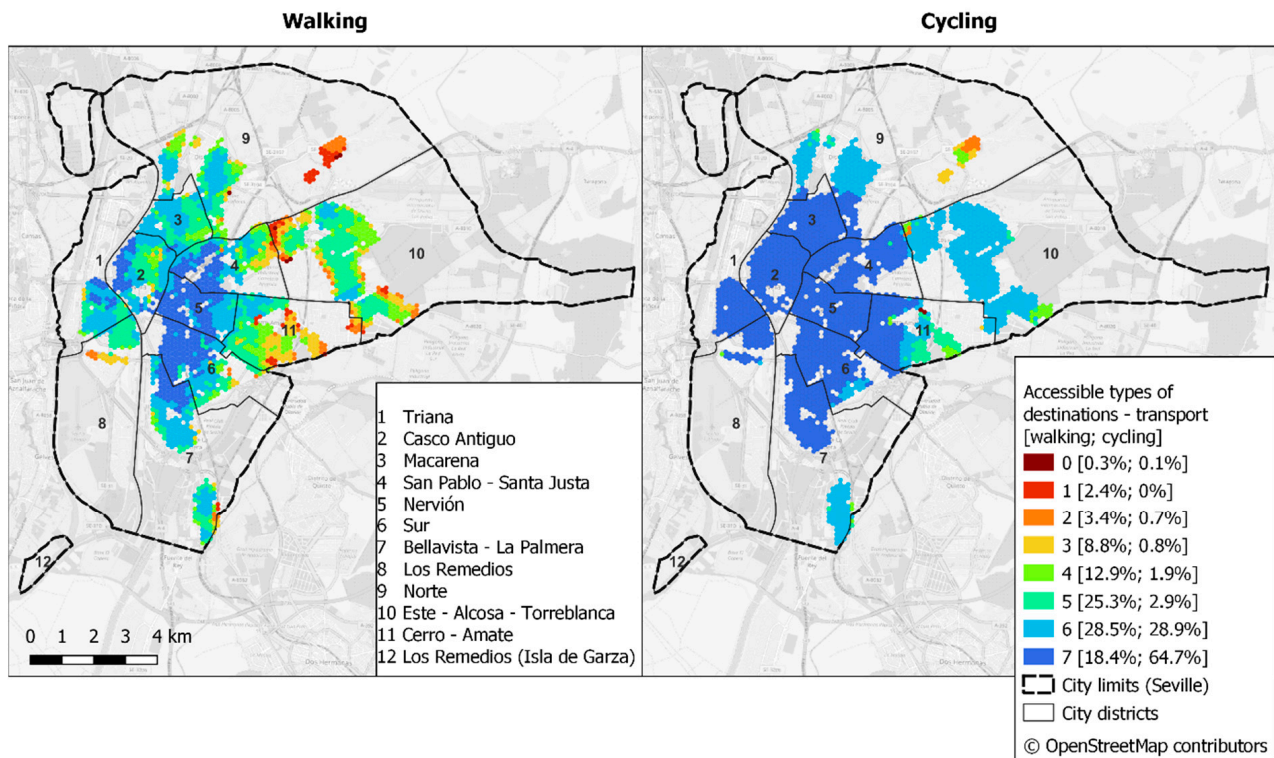 Walking
Cycling
9
3
1
2
4
10
5
11
6
8
7
12
1 Triana
2 Casco Antiguo
3 Macarena
4 San Pablo - Santa Justa
5 Nervión
6 Sur
7 Bellavista - La Palmera
8 Los Remedios
9 Norte
10 Este - Alcosa - Torreblanca
11 Cerro - Amate
12 Los Remedios (Isla de Garza)
0 1 2 3 4 km
9
3
1
2
4
10
5
11
6
8
7
12
Accessible types of
destinations - transport
[walking; cycling]
0 [0.3%; 0.1%]
1 [2.4%; 0%]
2 [3.4%; 0.7%]
3 [8.8%; 0.8%]
4 [12.9%; 1.9%]
5 [25.3%; 2.9%]
6 [28.5%; 28.9%]
7 [18.4%; 64.7%]
City limits (Seville)
City districts
© OpenStreetMap contributors